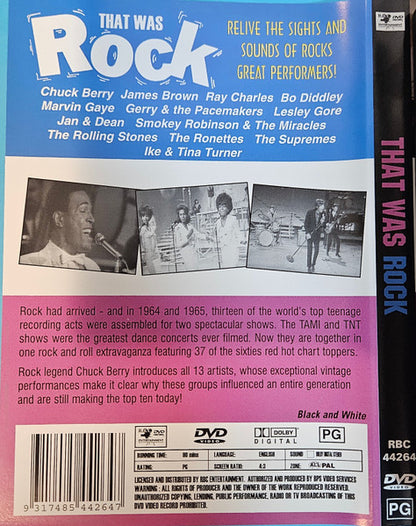 THAT WAS
Rock
RELIVE THE SIGHTS AND
SOUNDS OF ROCKS
GREAT PERFORMERS!
Chuck Berry James Brown Ray Charles Bo Diddley
Marvin Gaye Gerry & the Pacemakers Lesley Gore
Jan & Dean Smokey Robinson & The Miracles
The Rolling Stones The Ronettes The Supremes
Ike & Tina Turner
Rock had arrived - and in 1964 and 1965, thirteen of the world's top teenage
recording acts were assembled for two spectacular shows. The TAMI and TNT
shows were the greatest dance concerts ever filmed. Now they are together in
one rock and roll extravaganza featuring 37 of the sixties red hot chart toppers.
Rock legend Chuck Berry introduces all 13 artists, whose exceptional vintage
performances make it clear why these groups influenced an entire generation
and are still making the top ten today!
Black and White
DVD
VIDEO
DOLBY
DIGITAL
PG
RUNNING TIME: 90 mins LANGUAGE: ENGLISH SOUND
RATING: PG SCREEN RATIO: 4:3 ZONE: ALL PAL
LICENSED AND DISTRIBUTED BY RBC ENTERTAINMENT. AUTHORIZED AND PRODUCED BY RPS VIDEO SERVICES
WARNING : ALL RIGHTS OF PRODUCER AND THE OWNER OF THE WORK REPRODUCED RESERVED.
UNAUTHORIZED COPYING, LENDING, PUBLIC PERFORMANCE, RADIO OR TV BROADCASTING OF THIS
DVD VIDEO PROHIBITED.
9 317485 442647
DVD
THAT WAS ROCK
RBC
44264
DVD
VIDEO
PG